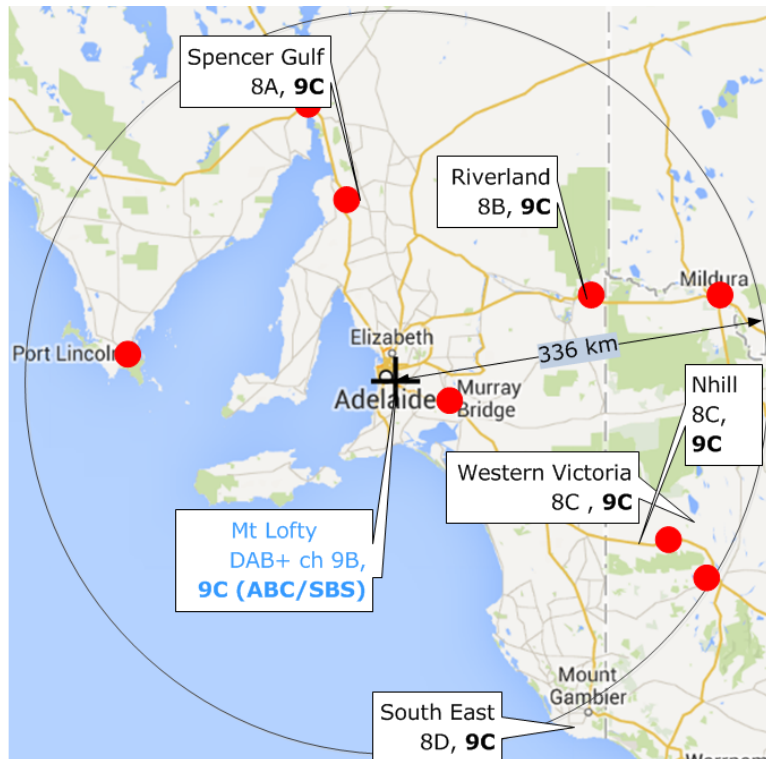 Spencer Gulf
8A, 9C
Riverland
8B, 9C
Mildura
Elizabeth
336 km
Port Lincoln
Adelaide
Murray
Bridge
Nhill
8C,
9C
Western Victoria
8C , 9C
Mt Lofty
DAB+ ch 9B,
9C (ABC/SBS)
Mount
Gambier
South East
8D, 9C